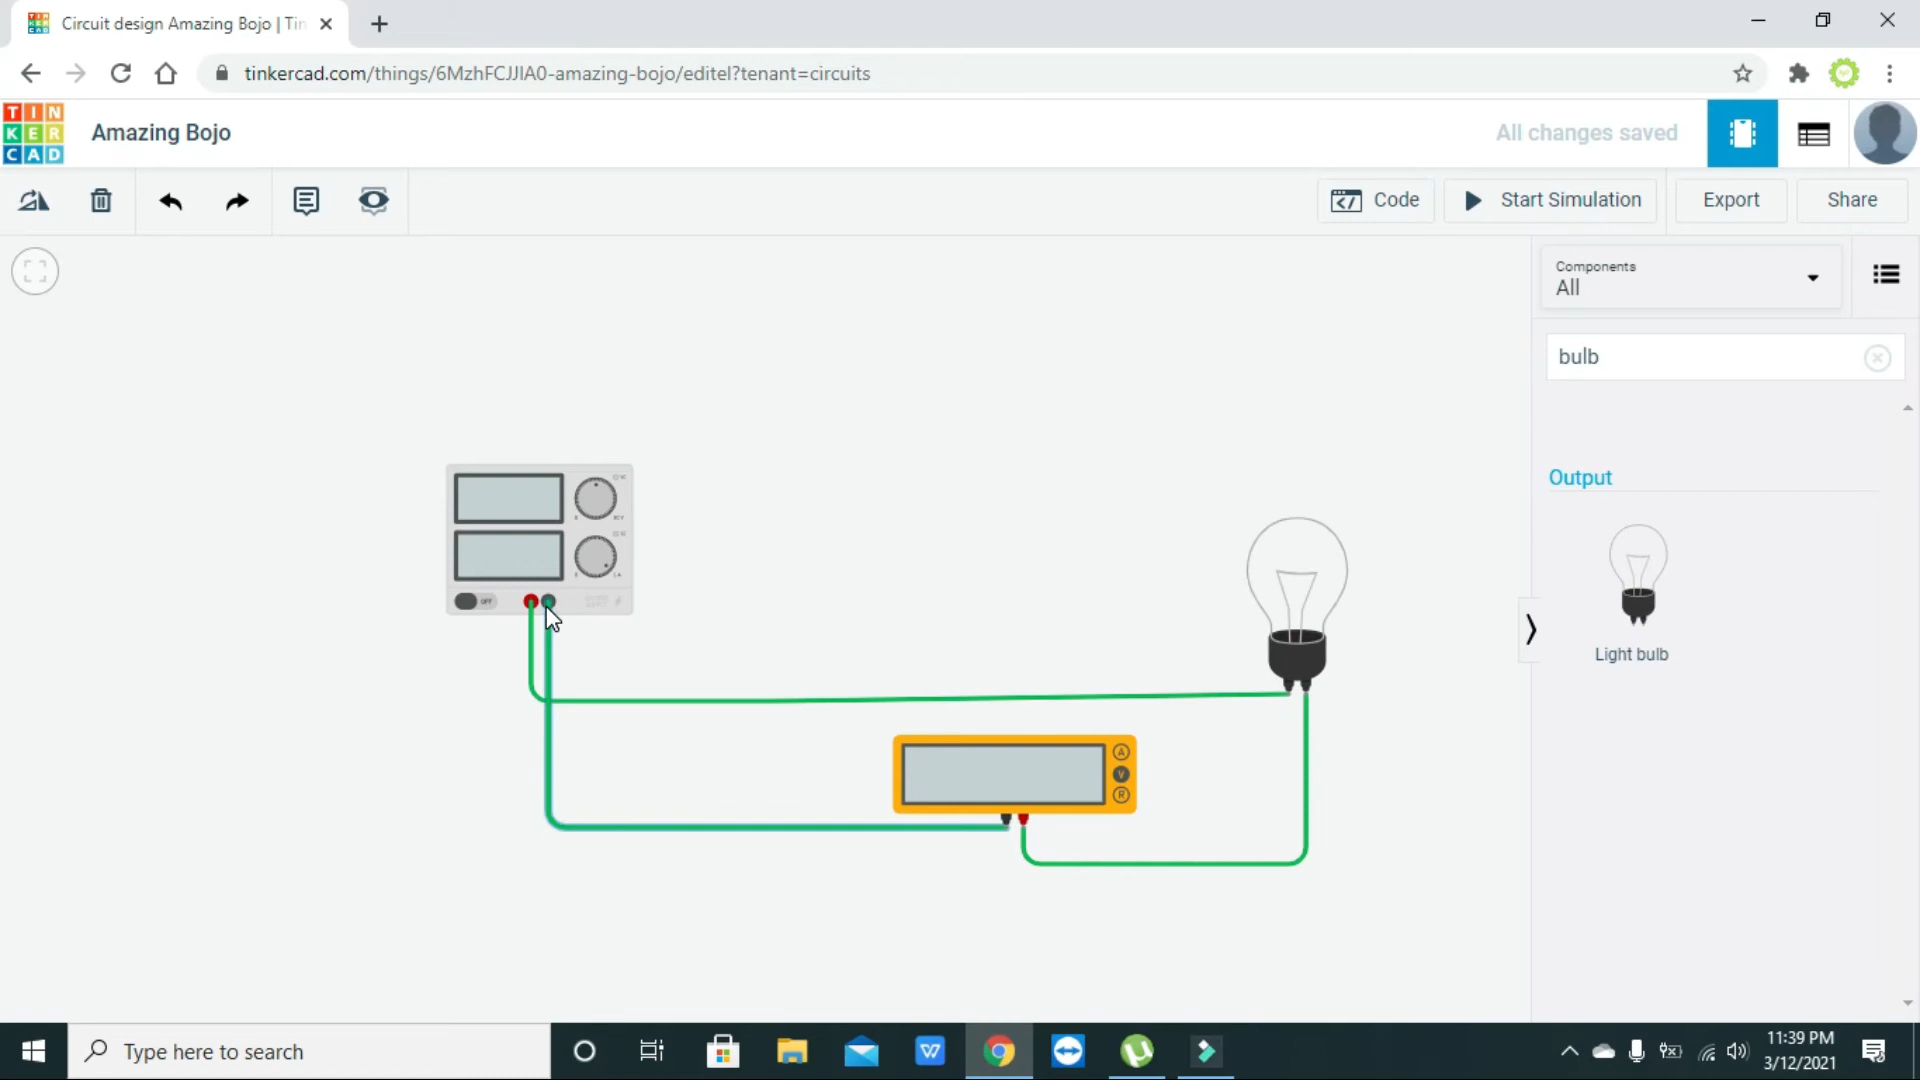 Circuit design Amazing Bojo | Tin
tinkercad.com/things/6MzhFCJJIA0-amazing-bojo/editel?tenant=circuits
TIN
KER
CAD
Amazing Bojo
All changes saved
Code
Start Simulation
Export
Share
Components
All
bulb
Output
Light bulb
OFF
A
V
R
Type here to search
11:39 PM
3/12/2021